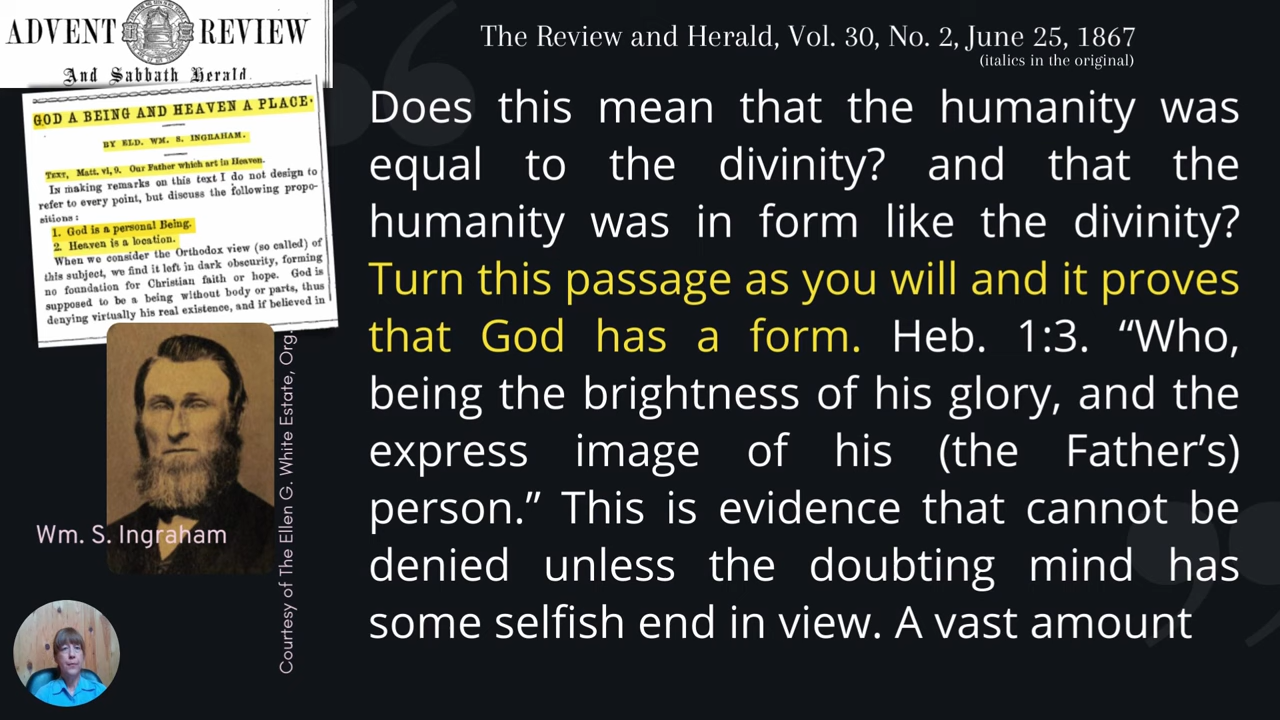 ADVENT REVIEW
And Sabbath Herald.
GOD A BEING AND HEAVEN A PLACE.
BY ELD. WM. S. INGRAHAM.
TEXT, Matt. vi, 9. Our Father which art in Heaven.
In making remarks on this text I do not design to
refer to every point, but discuss the following propo-
sitions:
1. God is a personal Being.
2. Heaven is a location.
When we consider the Orthodox view (so called) of
this subject, we find it left in dark obscurity, forming
no foundation for Christian faith or hope. God is
supposed to be a being without body or parts, thus
denying virtually his real existence, and if believed in
Wm. S. Ingraham
Courtesy of The Ellen G. White Estate, Org.
The Review and Herald, Vol. 30, No. 2, June 25, 1867
(italics in the original)
Does this mean that the humanity was
equal to the divinity? and that the
humanity was in form like the divinity?
Turn this passage as you will and it proves
that God has a form. Heb. 1:3. “Who,
being the brightness of his glory, and the
express image of his (the Father’s)
person.” This is evidence that cannot be
denied unless the doubting mind has
some selfish end in view. A vast amount